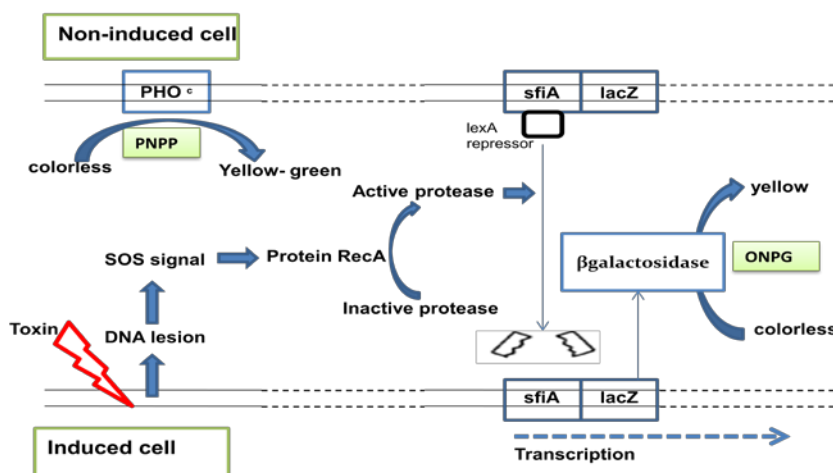 Non-induced cell
PHO c
sfiA
lacZ
lexA
repressor
PNPP
colorless
Yellow- green
Active protease
yellow
SOS signal
Protein RecA
βgalactosidase
ONPG
Inactive protease
Toxin
DNA lesion
colorless
sfiA
lacZ
Induced cell
Transcription